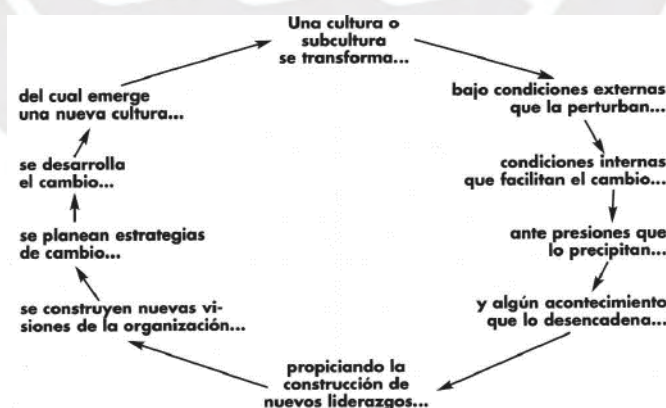 Una cultura o
subcultura
se transforma...
bajo condiciones externas
que la perturban...
condiciones internas
que facilitan el cambio...
ante presiones que
lo precipitan...
y algún acontecimiento
que lo desencadena...
propiciando la
construcción de
nuevos liderazgos...
se construyen nuevas vi-
siones de la organización...
se planean estrategias
de cambio...
se desarrolla
el cambio...
del cual emerge
una nueva cultura...